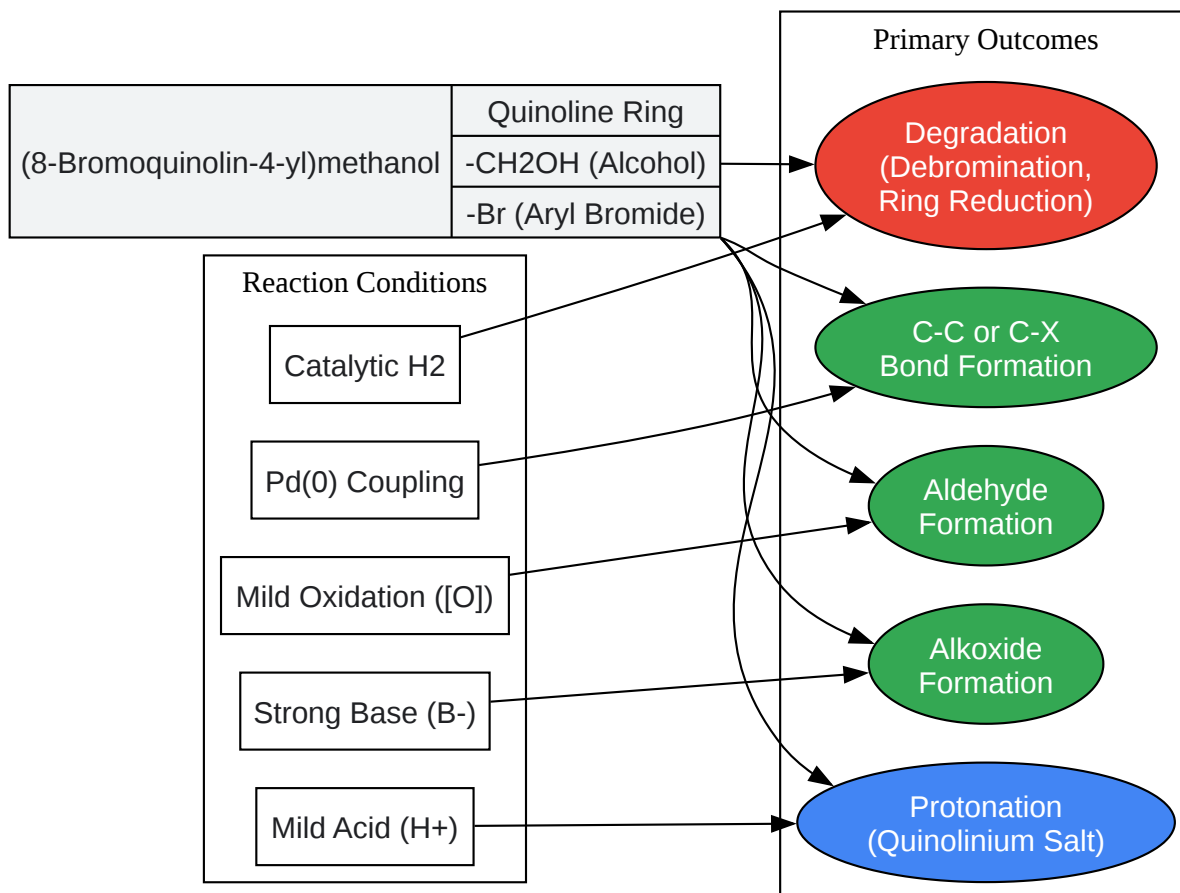 Primary Outcomes
(8-Bromoquinolin-4-yl)methanol
Quinoline Ring
-CH2OH (Alcohol)
-Br (Aryl Bromide)
Degradation
(Debromination,
Ring Reduction)
Reaction Conditions
Catalytic H2
C-C or C-X
Bond Formation
Pd(0) Coupling
Aldehyde
Formation
Mild Oxidation ([O])
Alkoxide
Formation
Strong Base (B-)
Protonation
(Quinolinium Salt)
Mild Acid (H+)